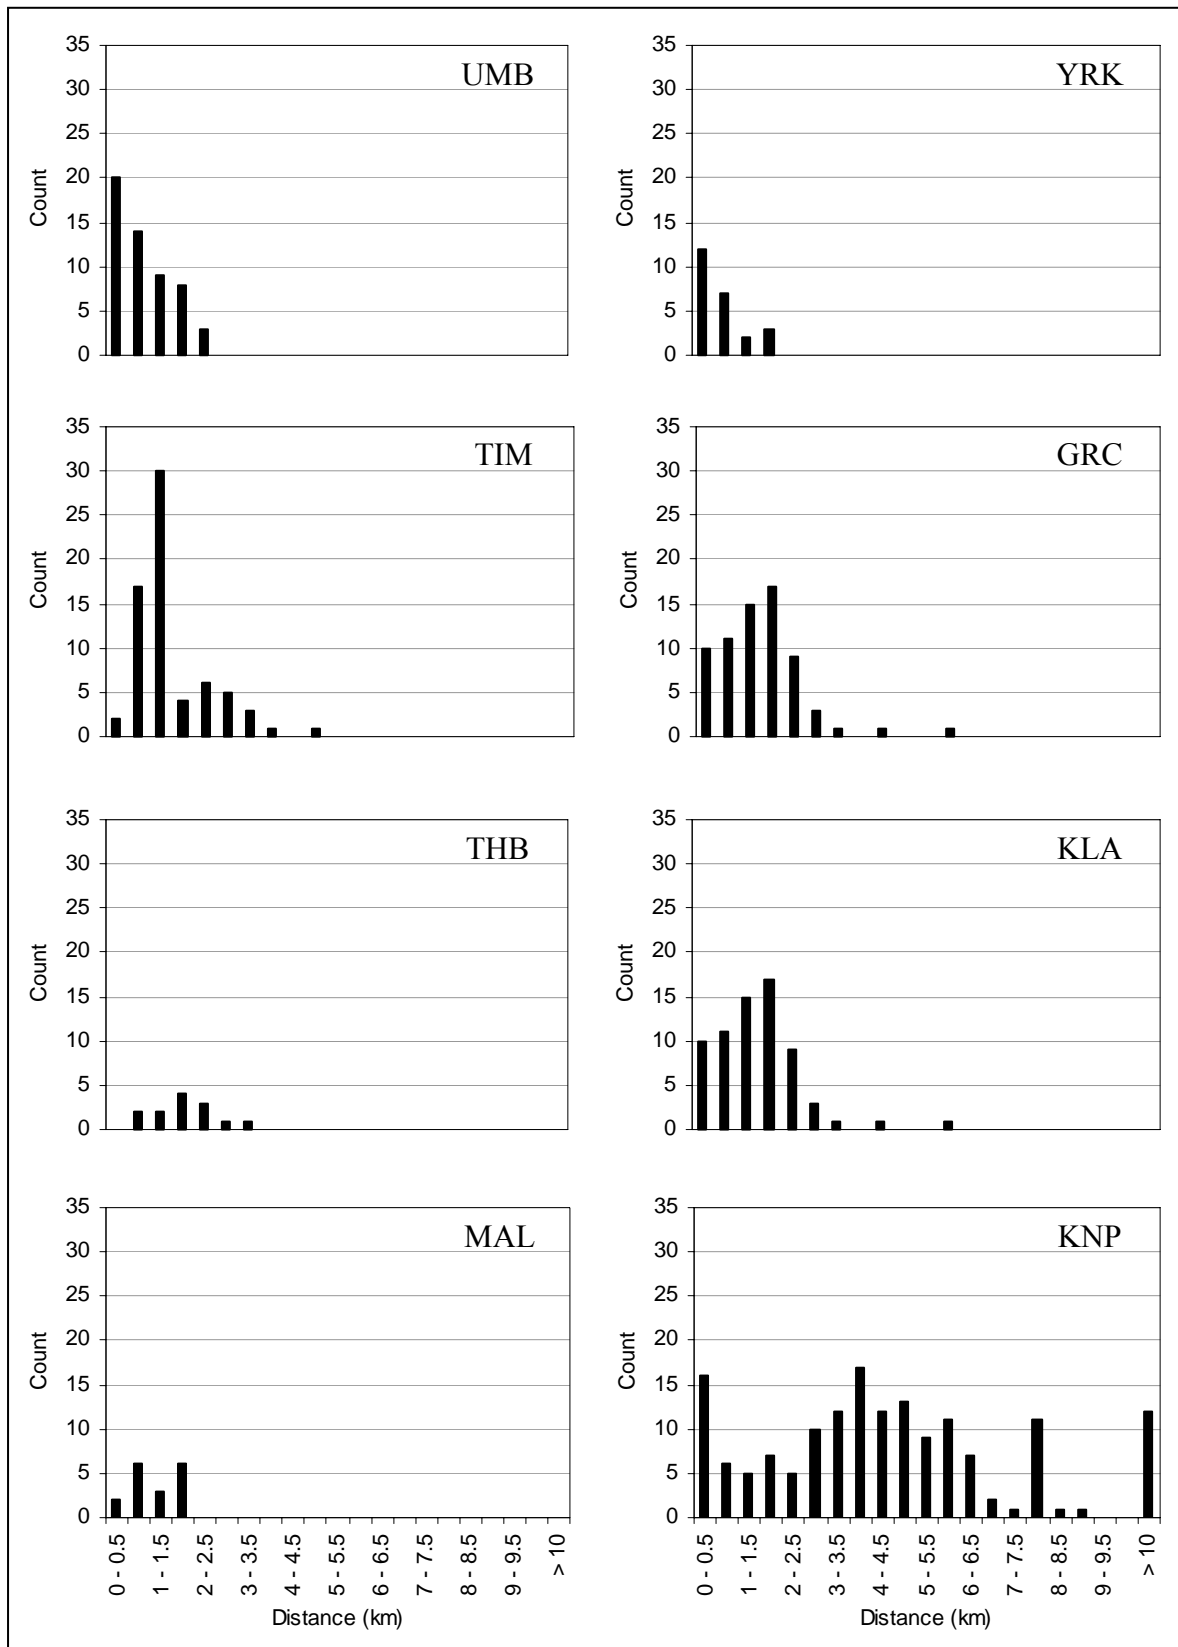 UMB
Count
35
30
25
20
15
10
5
0
YRK
Count
35
30
25
20
15
10
5
0
TIM
Count
35
30
25
20
15
10
5
0
GRC
Count
35
30
25
20
15
10
5
0
THB
Count
35
30
25
20
15
10
5
0
KLA
Count
35
30
25
20
15
10
5
0
MAL
Count
35
30
25
20
15
10
5
0
0 - 0.5
1 - 1.5
2 - 2.5
3 - 3.5
4 - 4.5
5 - 5.5
6 - 6.5
7 - 7.5
8 - 8.5
9 - 9.5
> 10
Distance (km)
KNP
Count
35
30
25
20
15
10
5
0
0 - 0.5
1 - 1.5
2 - 2.5
3 - 3.5
4 - 4.5
5 - 5.5
6 - 6.5
7 - 7.5
8 - 8.5
9 - 9.5
> 10
Distance (km)